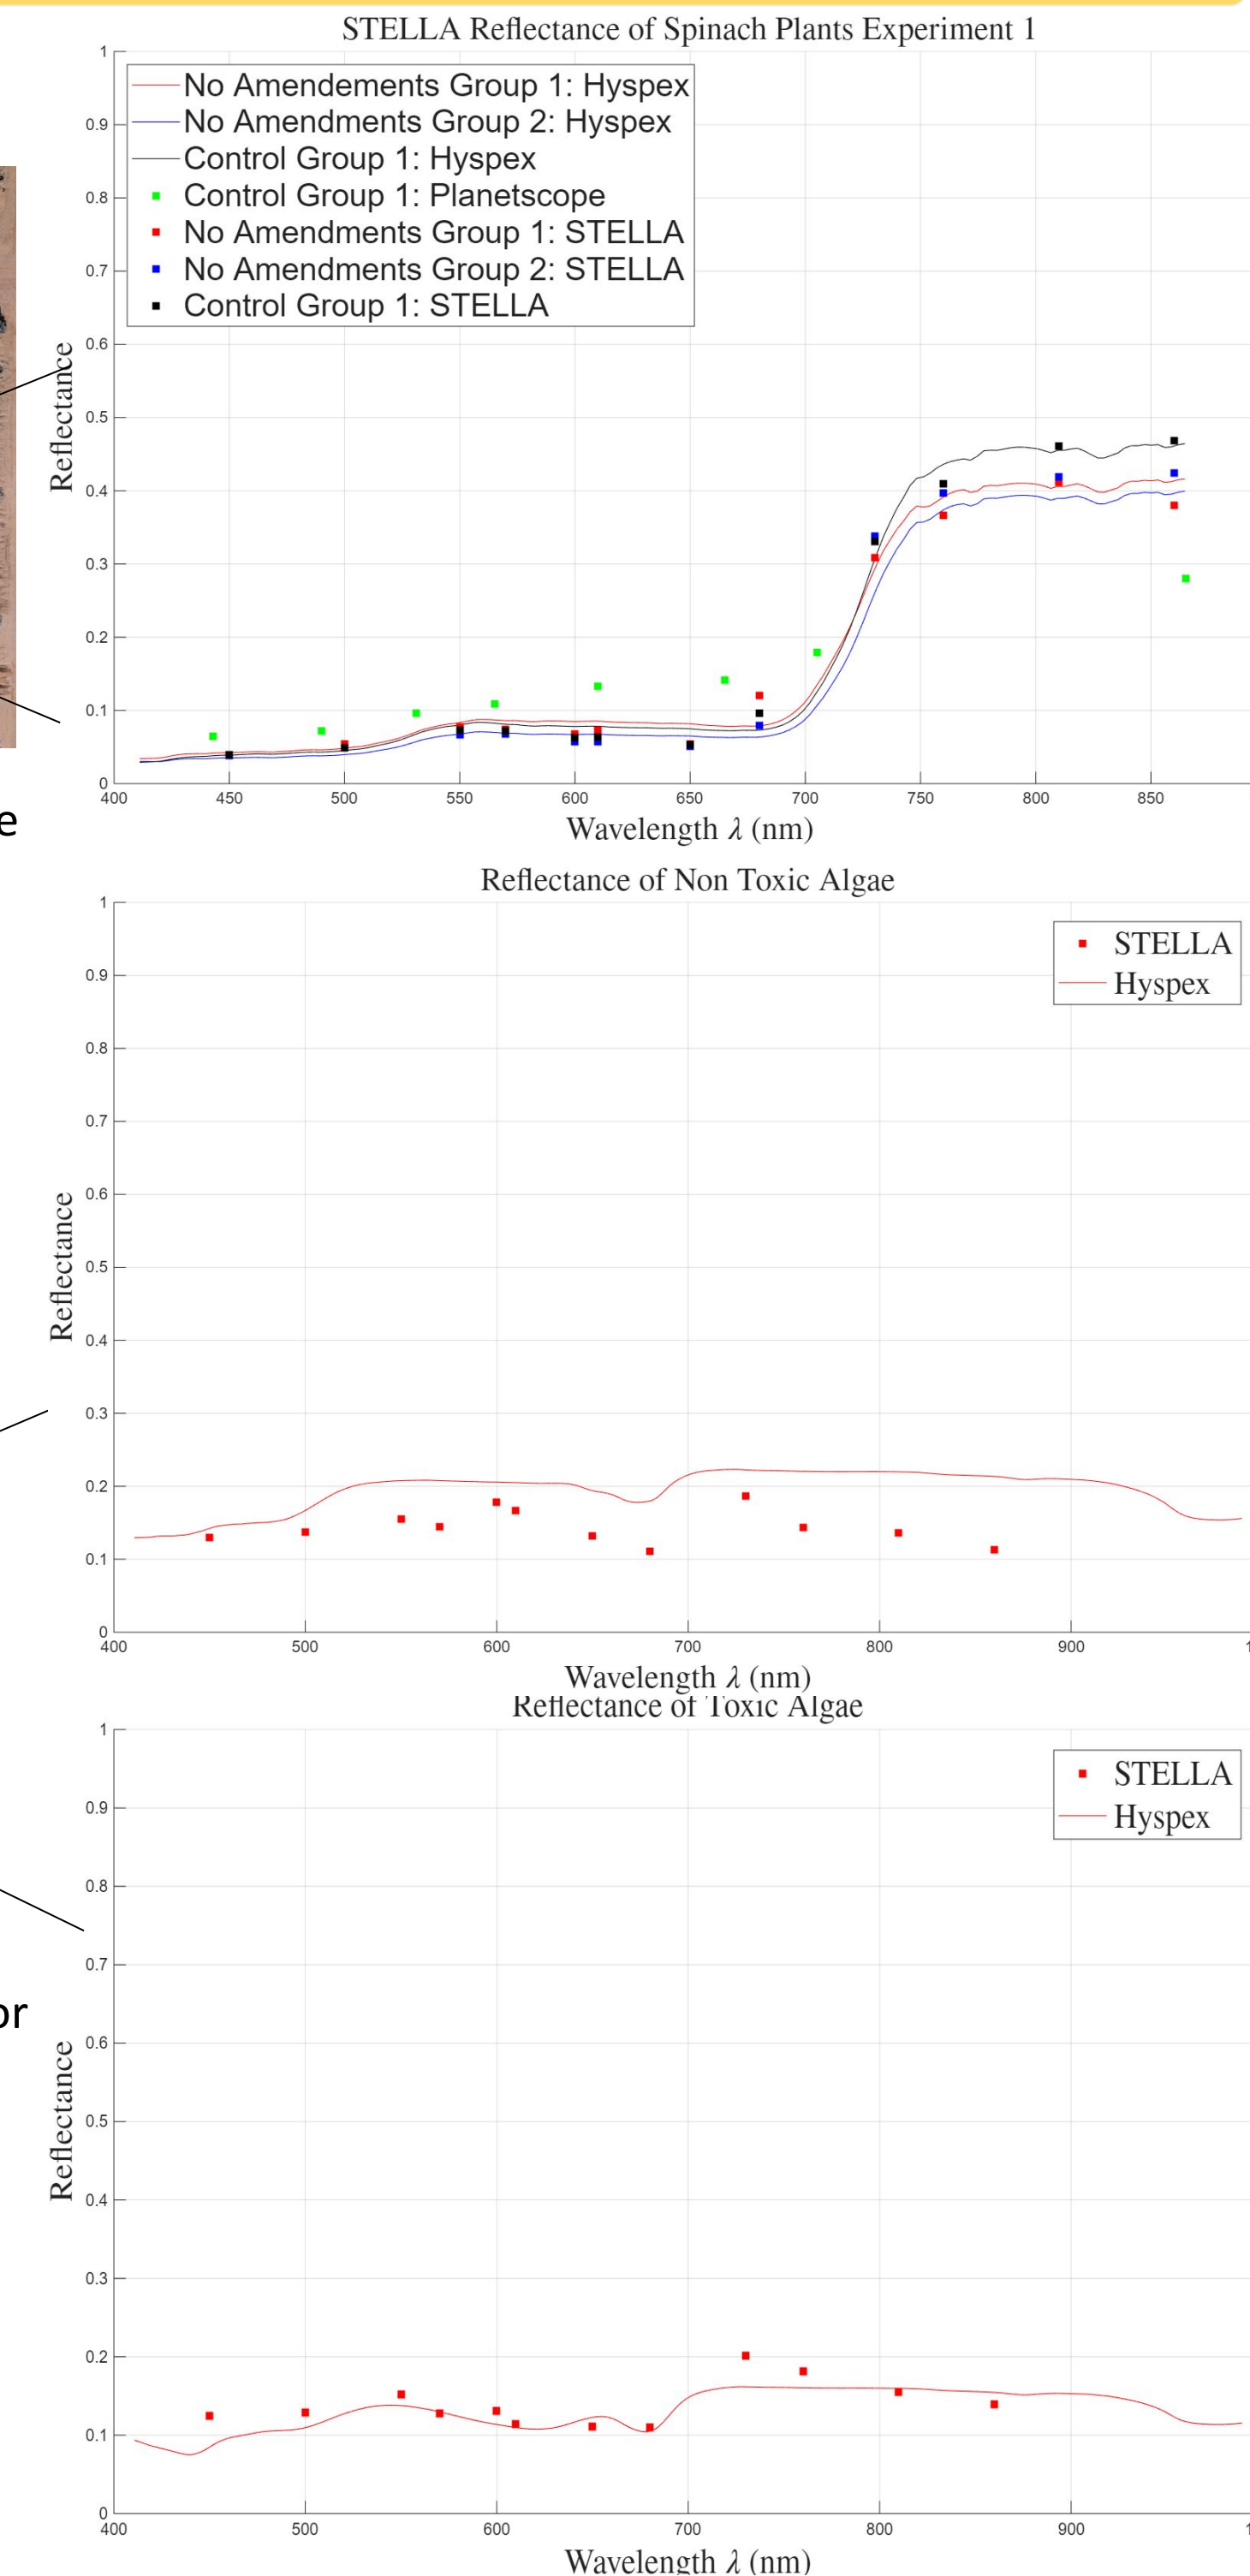 STELLA Reflectance of Spinach Plants Experiment 1
No Amendements Group 1: Hyspex
No Amendments Group 2: Hyspex
Control Group 1: Hyspex
Control Group 1: Planetscope
No Amendments Group 1: STELLA
No Amendments Group 2: STELLA
Control Group 1: STELLA
Reflectance
1
0.9
0.8
0.7
0.6
0.5
0.4
0.3
0.2
0.1
0
400 450 500 550 600 650 700 750 800 850
Wavelength λ (nm)
e
Reflectance of Non Toxic Algae
STELLA
Hyspex
Reflectance
1
0.9
0.8
0.7
0.6
0.5
0.4
0.3
0.2
0.1
0
400 500 600 700 800 900 1
Wavelength λ (nm)
Reflectance of Toxic Algae
STELLA
Hyspex
or
Reflectance
1
0.9
0.8
0.7
0.6
0.5
0.4
0.3
0.2
0.1
0
400 500 600 700 800 900 1
Wavelength λ (nm)